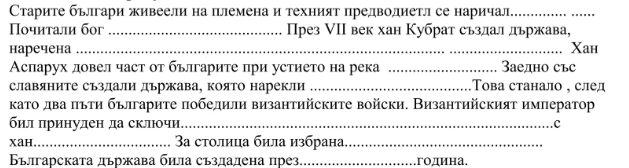 Старите българи живеели на племена и техният предводиетл се наричал............. ......
Почитали бог ........................................ През VII век хан Кубрат създал държава,
наречена ..................................................................................... ..........................  Хан
Аспарух довел част от българите при устието на река  ......................... Заедно със
славяните създали държава, която нарекли .....................................Това станало , след
като два пъти българите победили византийските войски. Византийският император
бил принуден да сключи.....................................................................................с
хан................................ За столица била избрана.............................................
Българската държава била създадена през...........................година.